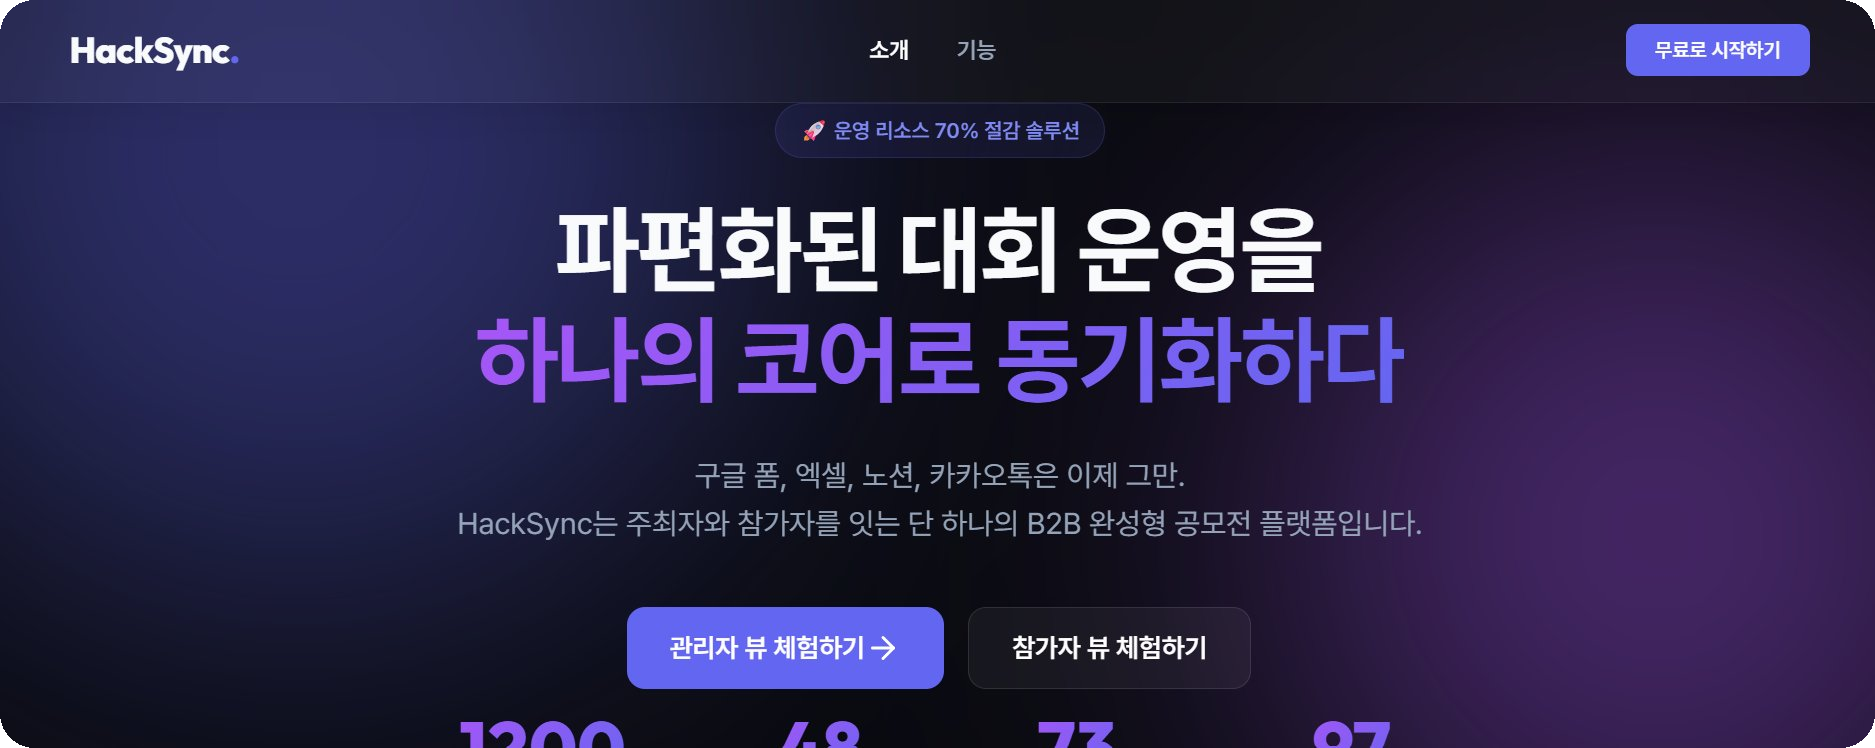 HackSync.
소개
기능
무료로 시작하기
🚀 운영 리소스 70% 절감 솔루션
파편화된 대회 운영을
하나의 코어로 동기화하다
구글 폼, 엑셀, 노션, 카카오톡은 이제 그만.
HackSync는 주최자와 참가자를 잇는 단 하나의 B2B 완성형 공모전 플랫폼입니다.
관리자 뷰 체험하기 →
참가자 뷰 체험하기
1200
48
73
97